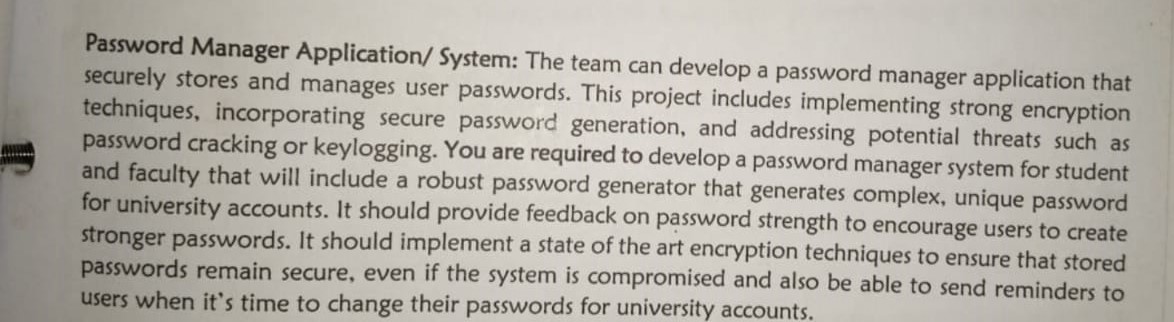 Password Manager Application/ System: The team can develop a password manager application that
securely stores and manages user passwords. This project includes implementing strong encryption
techniques, incorporating secure password generation, and addressing potential threats such as
password cracking or keylogging. You are required to develop a password manager system for student
and faculty that will include a robust password generator that generates complex, unique password
for university accounts. It should provide feedback on password strength to encourage users to create
stronger passwords. It should implement a state of the art encryption techniques to ensure that stored
passwords remain secure, even if the system is compromised and also be able to send reminders to
users when it's time to change their passwords for university accounts.